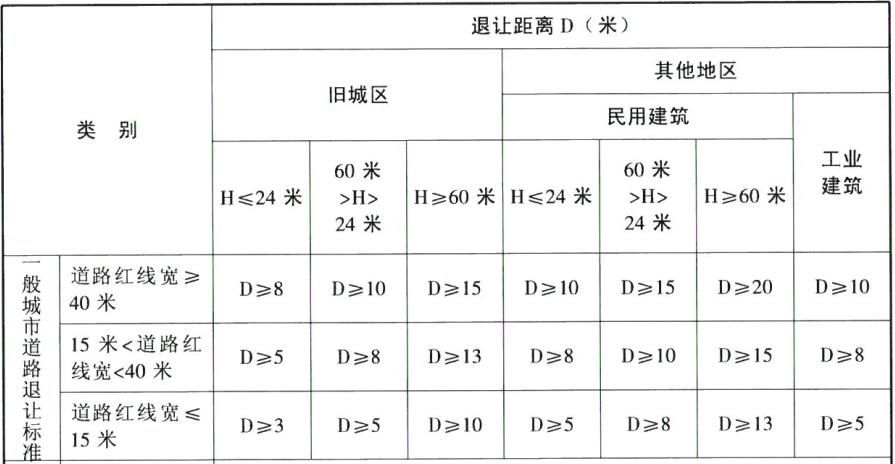 退让距离 D（米）
类 别
旧城区
其他地区
民用建筑
工业
建筑
H≤24 米
60 米
>H>
24 米
H≥60 米
H≤24 米
60 米
>H>
24 米
H≥60 米
一般城市道路退让标准
道路红线宽≥
40 米
D≥8
D≥10
D≥15
D≥10
D≥15
D≥20
D≥10
15 米<道路红
线宽<40 米
D≥5
D≥8
D≥13
D≥8
D≥10
D≥15
D≥8
道路红线宽≤
15 米
D≥3
D≥5
D≥10
D≥5
D≥8
D≥13
D≥5